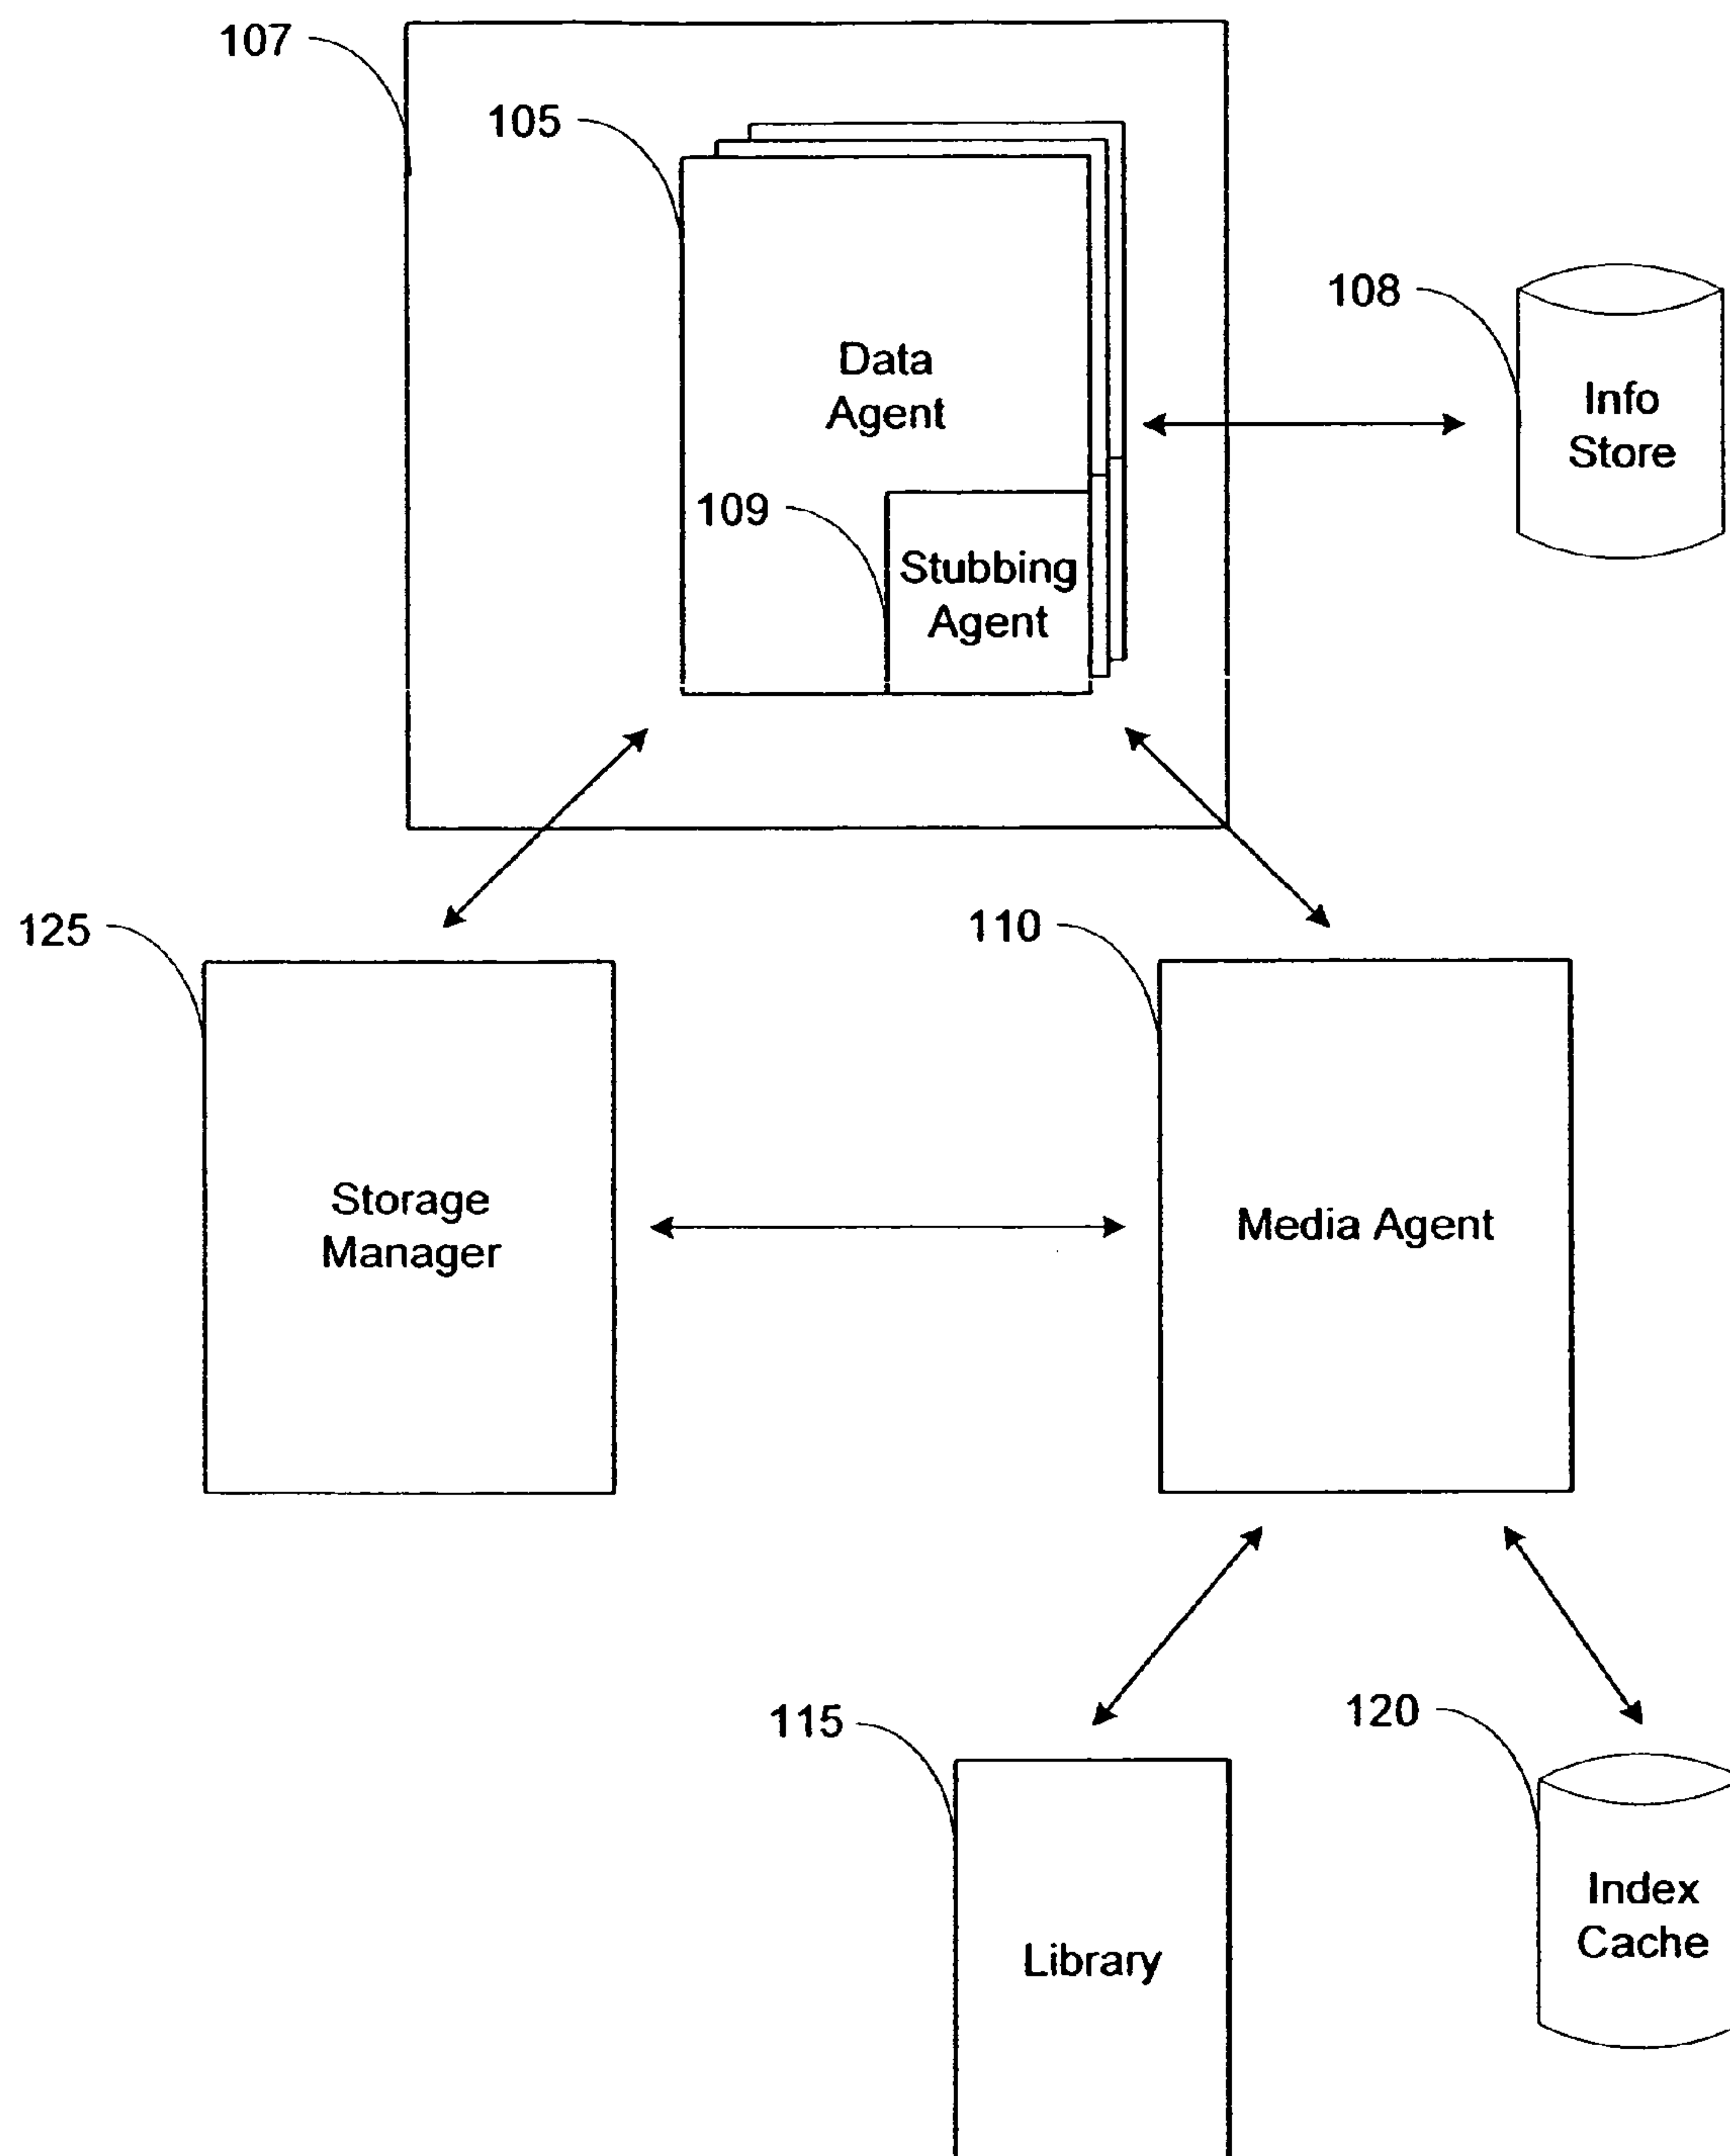 107
105
108
Data
Agent
Info
Store
109
Stubbing
Agent
125
110
Storage
Manager
Media Agent
115
120
Index
Cache
Library